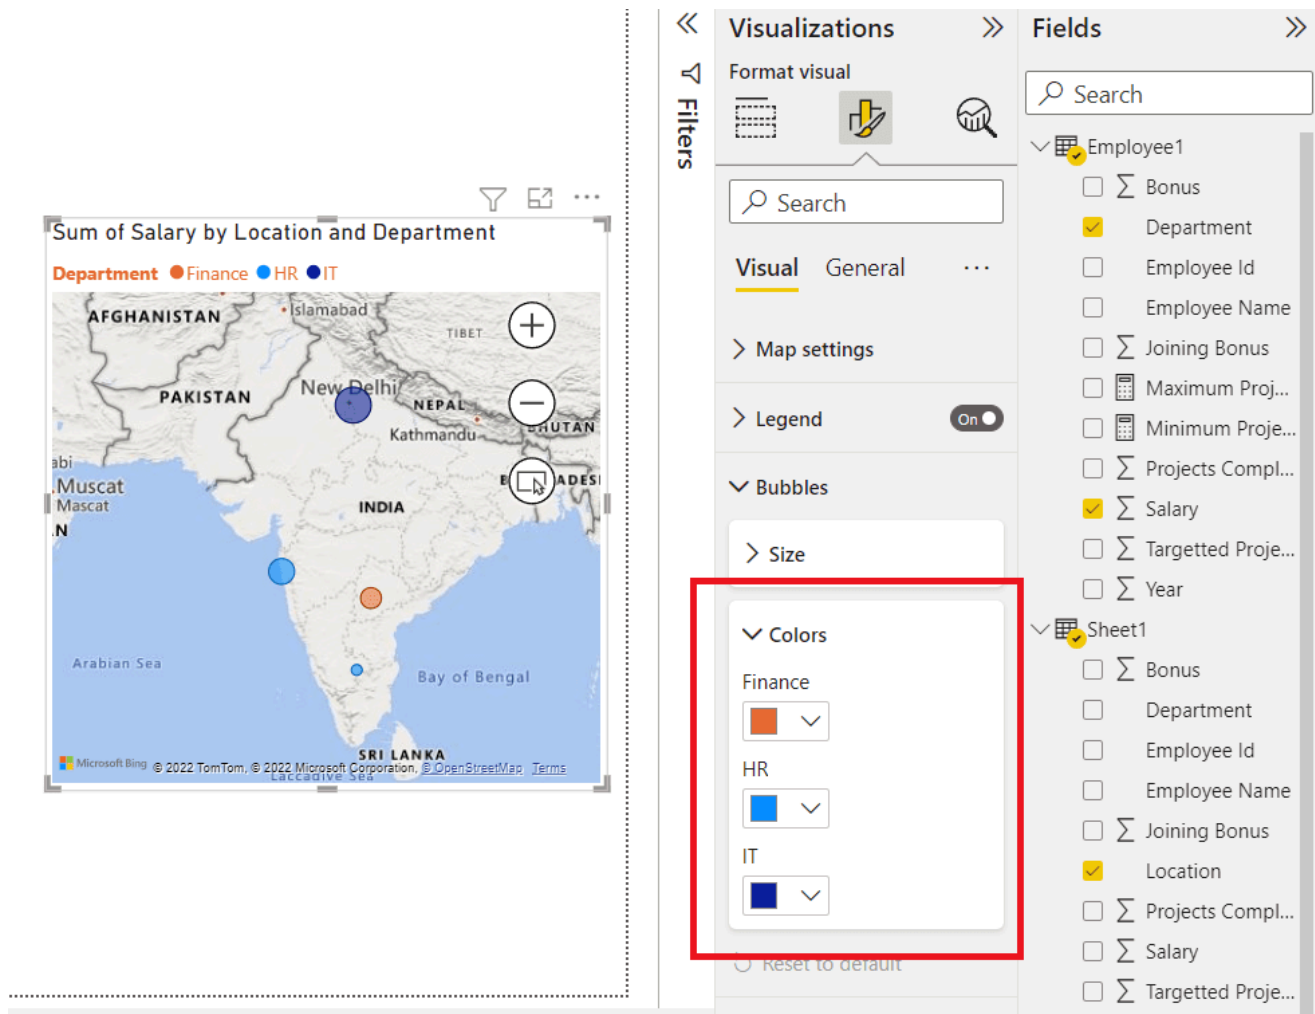 Sum of Salary by Location and Department
Department Finance HR IT
AFGHANISTAN
Islamabad
TIBET
PAKISTAN
New Delhi
NEPAL
BHUTAN
Kathmandu
abi
Muscat
Mascat
ADESI
INDIA
N
Arabian Sea
Bay of Bengal
SRI LANKA
Laccadive Sea
Microsoft Bing © 2022 TomTom, © 2022 Microsoft Corporation, © OpenStreetMap Terms
Filters
Visualizations
Format visual
Search
Visual General ...
Map settings
Legend On
Bubbles
Size
Colors
Finance
HR
IT
Reset to default
Fields
Search
Employee1
Bonus
Department
Employee Id
Employee Name
Joining Bonus
Maximum Proj...
Minimum Proje...
Projects Compl...
Salary
Targetted Proje...
Year
Sheet1
Bonus
Department
Employee Id
Employee Name
Joining Bonus
Location
Projects Compl...
Salary
Targetted Proje...